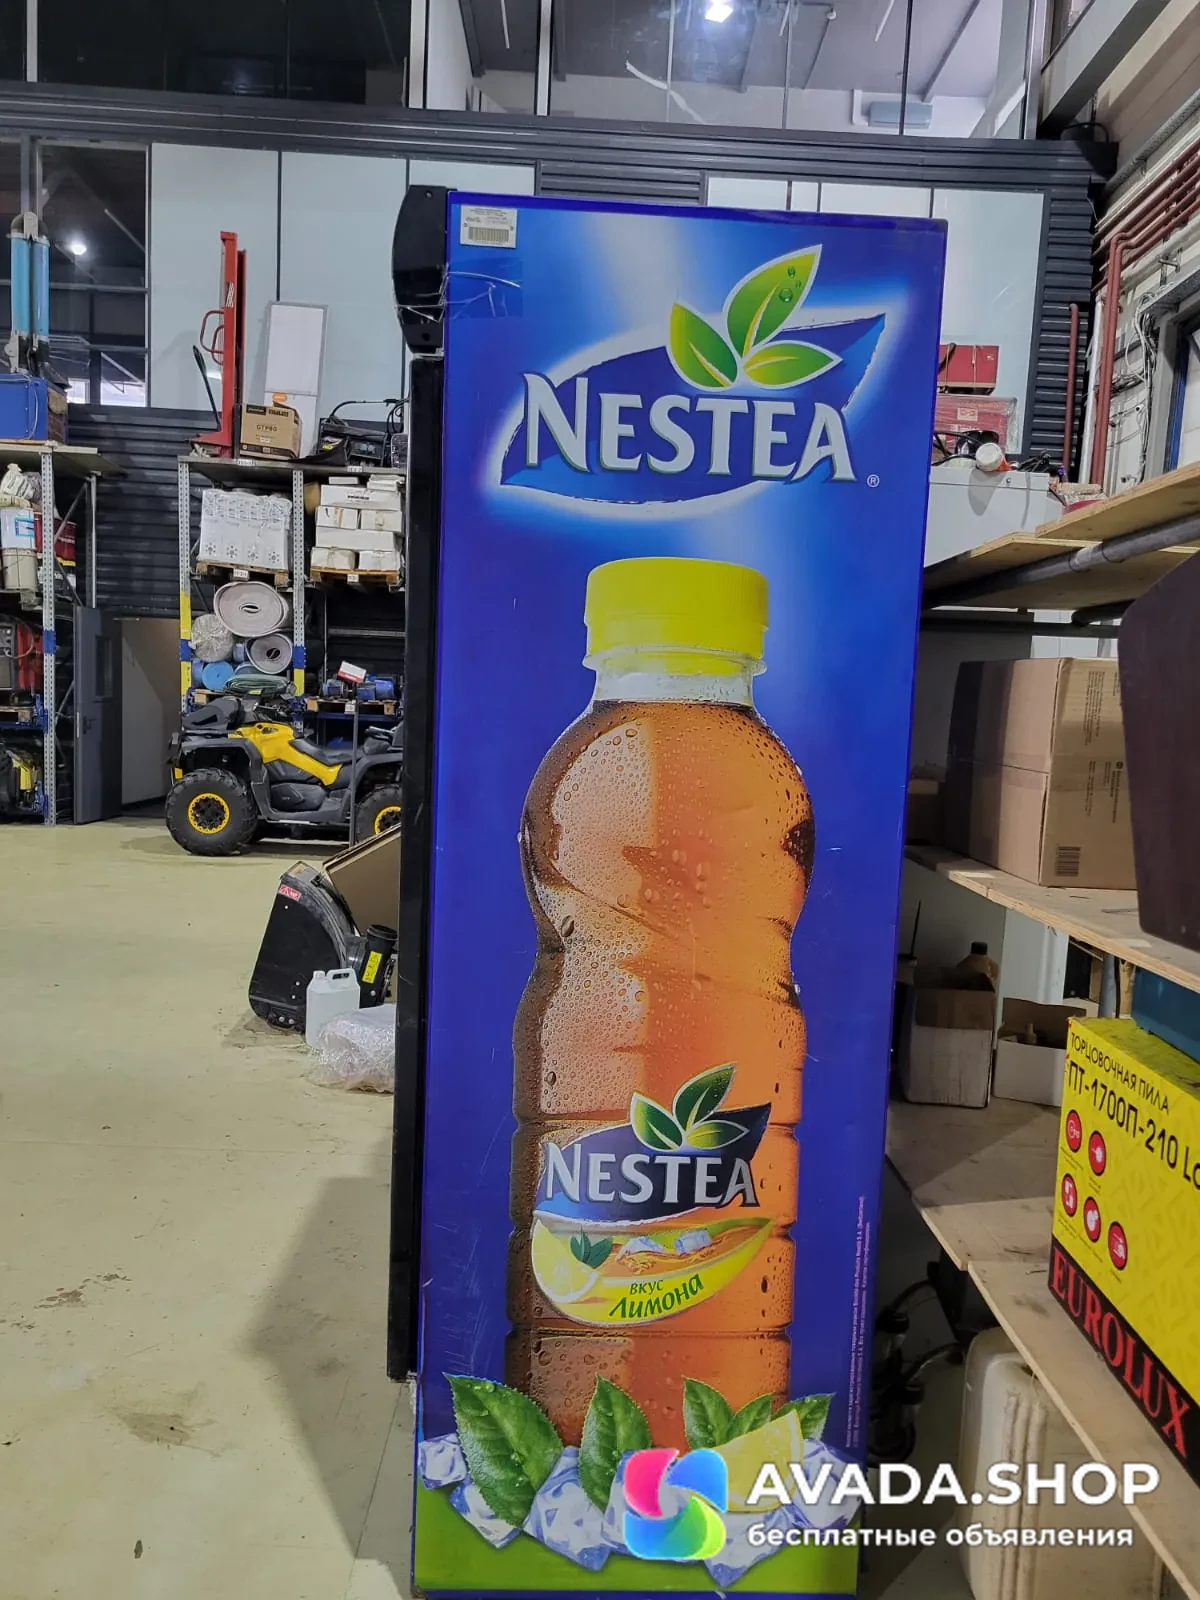 NESTEA
®
NESTEA
вкус
Лимона
ТОРЦОВОЧНАЯ ПИЛА
ПТ-1700П-210
EUROLUX
AVADA.SHOP
бесплатные объявления